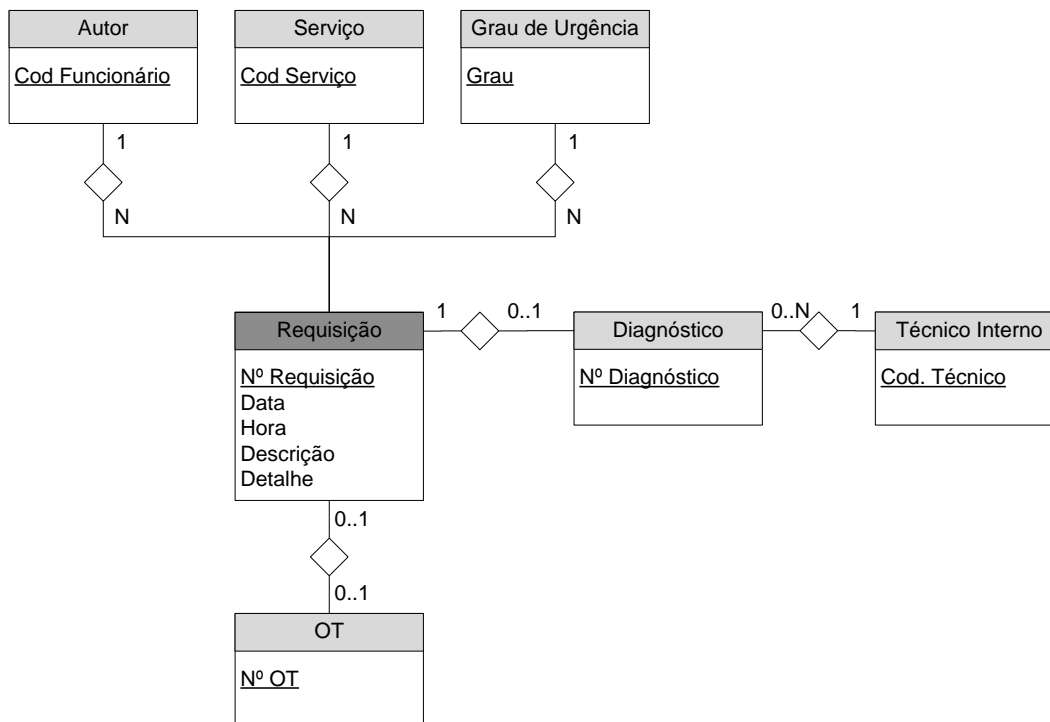 Autor
Serviço
Grau de Urgência
Cod Funcionário
Cod Serviço
Grau
1
1
1
N
N
N
1
0..1
0..N
1
Requisição
Diagnóstico
Técnico Interno
Nº Requisição
Data
Hora
Descrição
Detalhe
Nº Diagnóstico
Cod. Técnico
0..1
0..1
OT
Nº OT